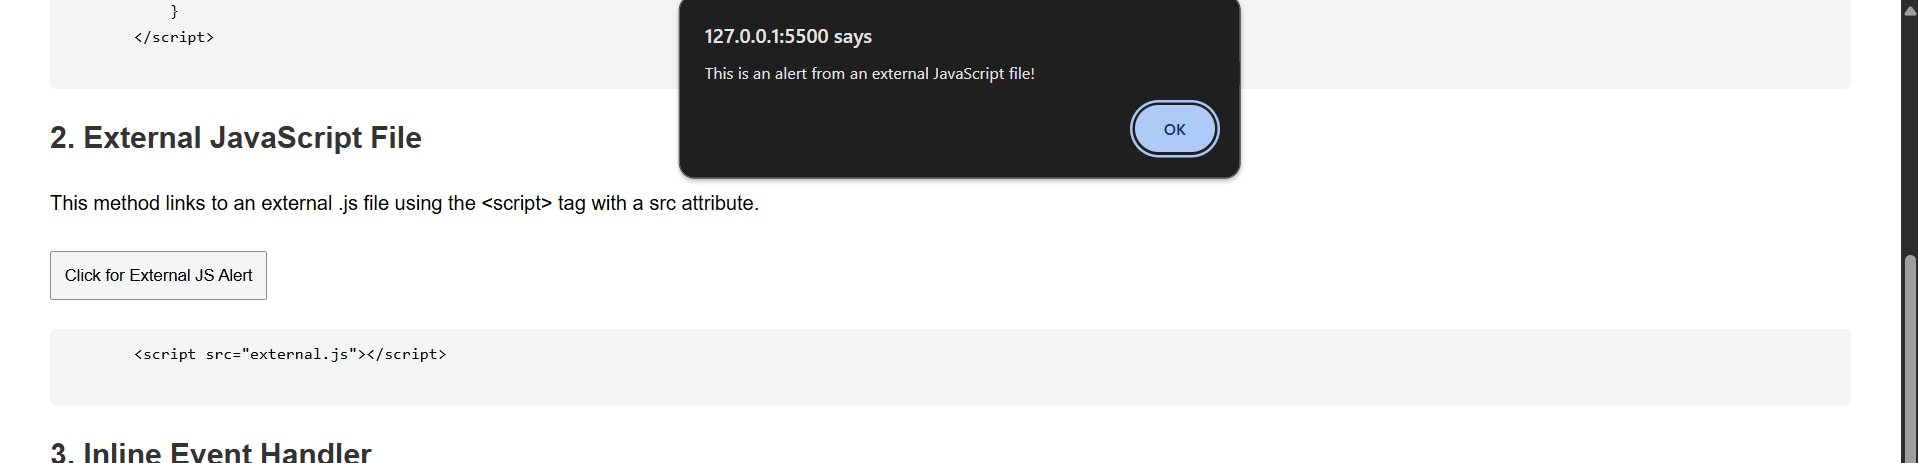 }
</script>
127.0.0.1:5500 says
This is an alert from an external JavaScript file!
OK
2. External JavaScript File
This method links to an external .js file using the <script> tag with a src attribute.
Click for External JS Alert
<script src="external.js"></script>
3. Inline Event Handler